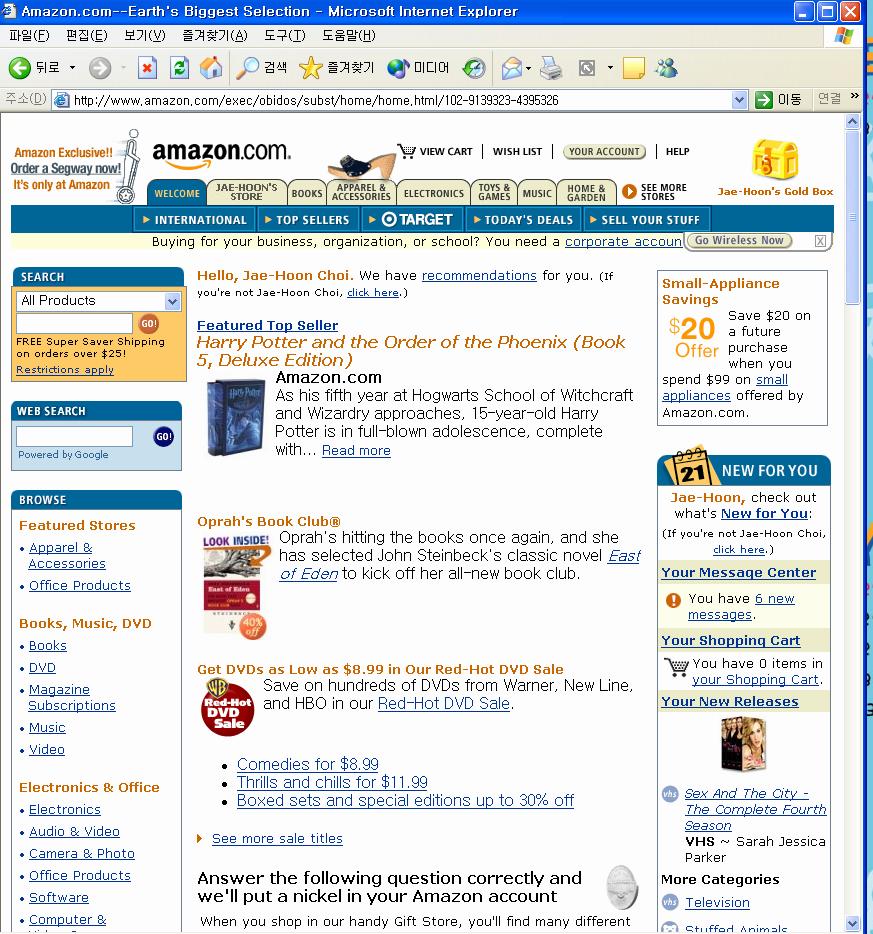 Amazon.com--Earth's Biggest Selection - Microsoft Internet Explorer
파일(F) 편집(E) 보기(V) 즐겨찾기(A) 도구(T) 도움말(H)
뒤로 검색 즐겨찾기 미디어
주소(D) http://www.amazon.com/exec/obidos/subst/home/home.html/102-9139323-4395326 이동 연결 »
Amazon Exclusive!!
Order a Segway now!
It's only at Amazon
amazon.com.
VIEW CART | WISH LIST | YOUR ACCOUNT | HELP
WELCOME
JAE-HOON'S STORE
BOOKS
APPAREL & ACCESSORIES
ELECTRONICS
TOYS & GAMES
MUSIC
HOME & GARDEN
SEE MORE STORES
Jae-Hoon's Gold Box
INTERNATIONAL TOP SELLERS TARGET TODAY'S DEALS SELL YOUR STUFF
Buying for your business, organization, or school? You need a corporate accoun
Go Wireless Now X
SEARCH
All Products
GO!
FREE Super Saver Shipping
on orders over $25!
Restrictions apply
WEB SEARCH
GO!
Powered by Google
BROWSE
Featured Stores
• Apparel &
Accessories
• Office Products
Books, Music, DVD
• Books
• DVD
• Magazine
Subscriptions
• Music
• Video
Electronics & Office
• Electronics
• Audio & Video
• Camera & Photo
• Office Products
• Software
• Computer &
Hello, Jae-Hoon Choi. We have recommendations for you. (If
you're not Jae-Hoon Choi, click here.)
Featured Top Seller
Harry Potter and the Order of the Phoenix (Book
5, Deluxe Edition)
Harry Potter
Amazon.com
As his fifth year at Hogwarts School of Witchcraft
and Wizardry approaches, 15-year-old Harry
Potter is in full-blown adolescence, complete
with... Read more
Oprah's Book Club®
LOOK INSIDE!
East of Eden
STEINBECK
40% off
Oprah's hitting the books once again, and she
has selected John Steinbeck's classic novel East
of Eden to kick off her all-new book club.
Get DVDs as Low as $8.99 in Our Red-Hot DVD Sale
WB
Red-Hot
DVD
Sale
Save on hundreds of DVDs from Warner, New Line,
and HBO in our Red-Hot DVD Sale.
• Comedies for $8.99
• Thrills and chills for $11.99
• Boxed sets and special editions up to 30% off
See more sale titles
Answer the following question correctly and
we'll put a nickel in your Amazon account
When you shop in our handy Gift Store, you'll find many different
Small-Appliance
Savings
$20
Offer
Save $20 on
a future
purchase
when you
spend $99 on small
appliances offered by
Amazon.com.
21 NEW FOR YOU
Jae-Hoon, check out
what's New for You:
(If you're not Jae-Hoon Choi,
click here.)
Your Message Center
You have 6 new
messages.
Your Shopping Cart
You have 0 items in
your Shopping Cart.
Your New Releases
vhs Sex And The City -
The Complete Fourth
Season
VHS ~ Sarah Jessica
Parker
More Categories
Television
Stuffed Animals